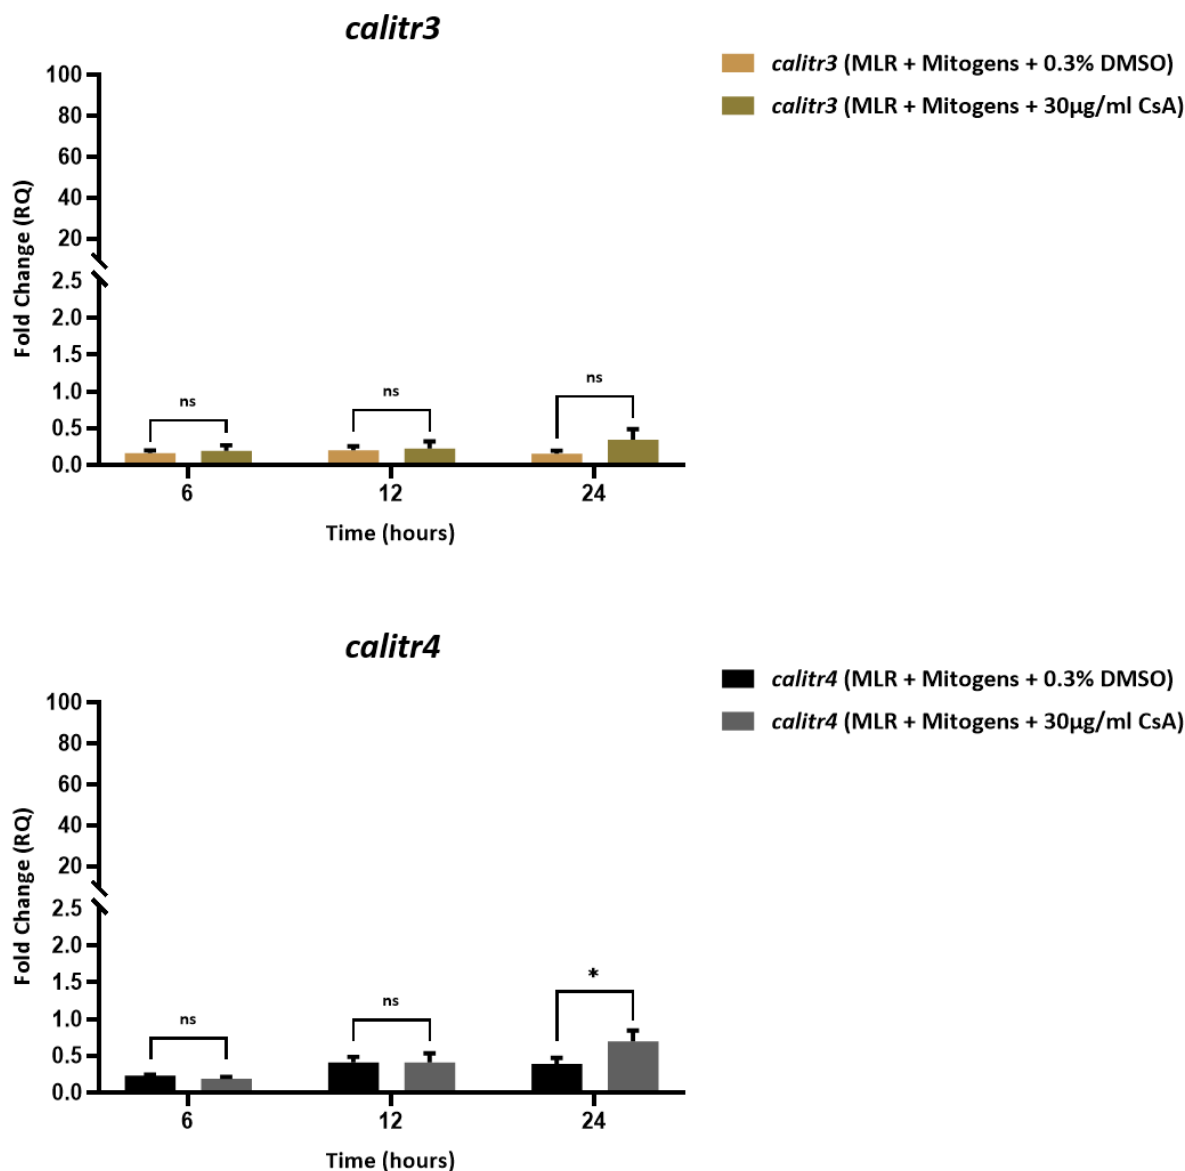 calitr3
calitr3 (MLR + Mitogens + 0.3% DMSO)
calitr3 (MLR + Mitogens + 30µg/ml CsA)
Fold Change (RQ)
100
80
60
40
20
2.5
2.0
1.5
1.0
0.5
0.0
ns
ns
ns
6
12
24
Time (hours)
calitr4
calitr4 (MLR + Mitogens + 0.3% DMSO)
calitr4 (MLR + Mitogens + 30µg/ml CsA)
Fold Change (RQ)
100
80
60
40
20
2.5
2.0
1.5
1.0
0.5
0.0
ns
ns
*
6
12
24
Time (hours)